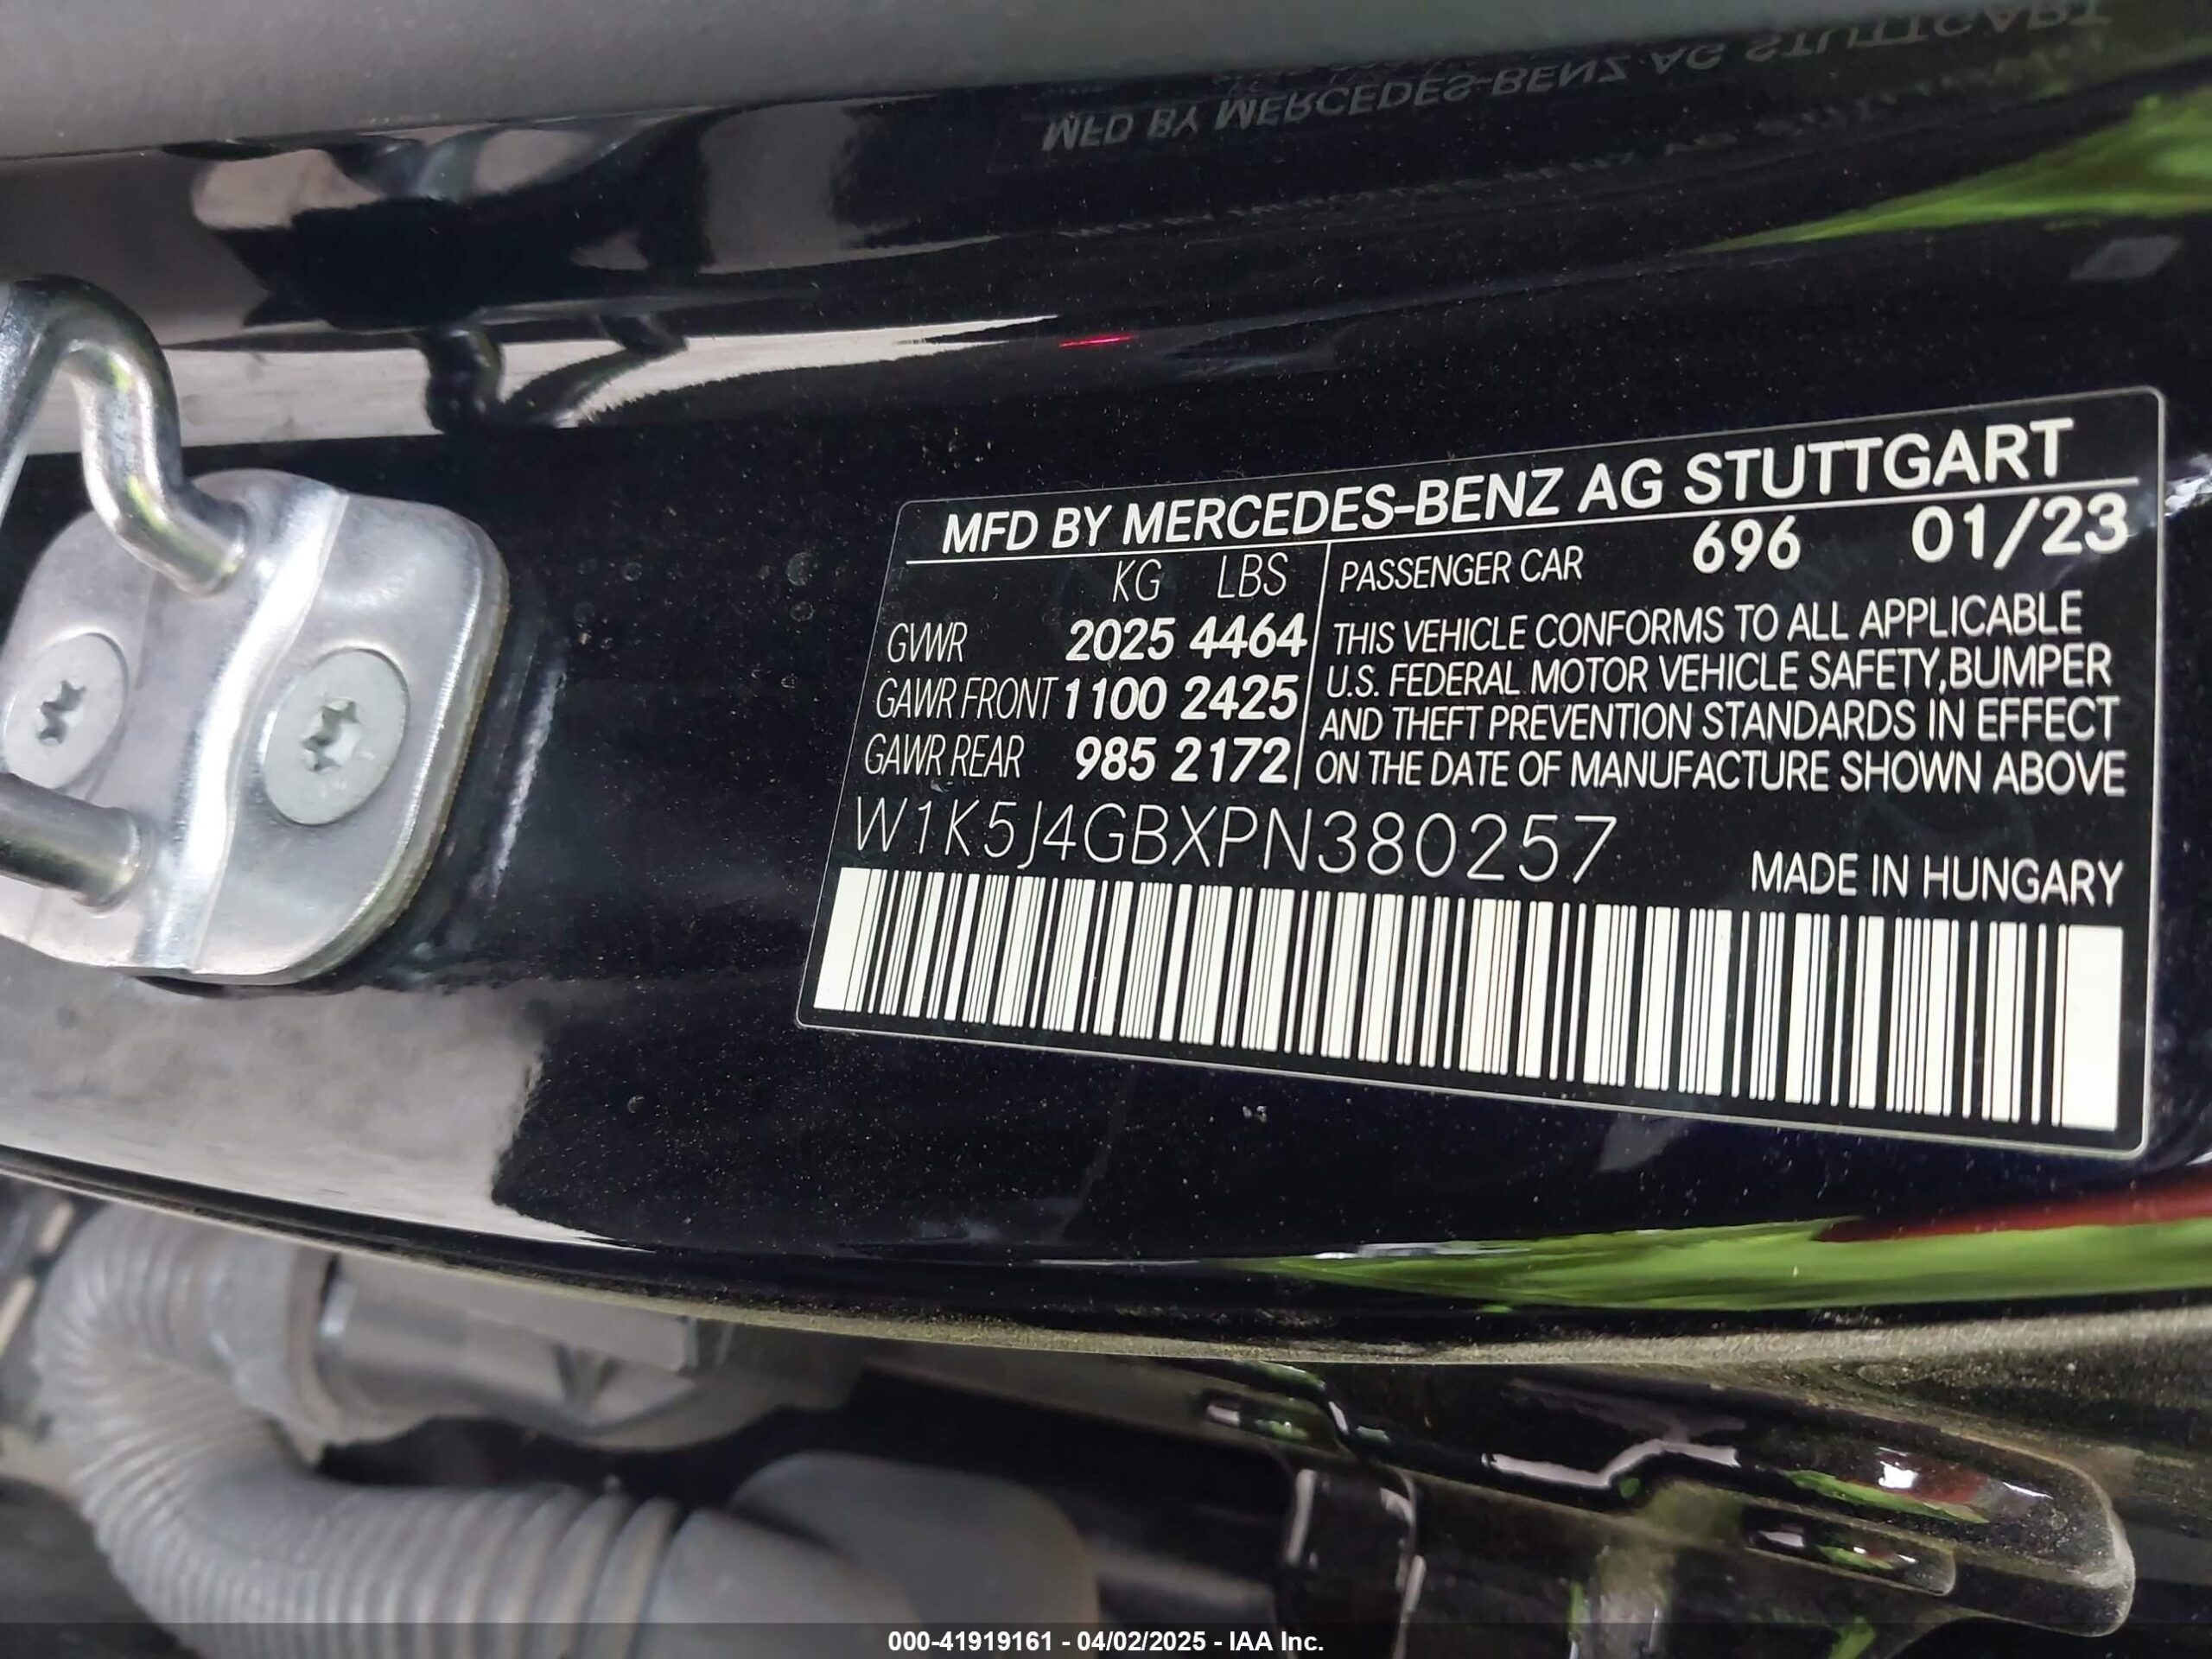 MFD BY MERCEDES-BENZ AG STUTTGART
MFD BY MERCEDES-BENZ AG STUTTGART
KG LBS PASSENGER CAR 696 01/23
GVWR 2025 4464 THIS VEHICLE CONFORMS TO ALL APPLICABLE
GAWR FRONT 1100 2425 U.S. FEDERAL MOTOR VEHICLE SAFETY,BUMPER
AND THEFT PREVENTION STANDARDS IN EFFECT
GAWR REAR 985 2172 ON THE DATE OF MANUFACTURE SHOWN ABOVE
W1K5J4GBXPN380257
MADE IN HUNGARY
000-41919161 - 04/02/2025 - IAA Inc.